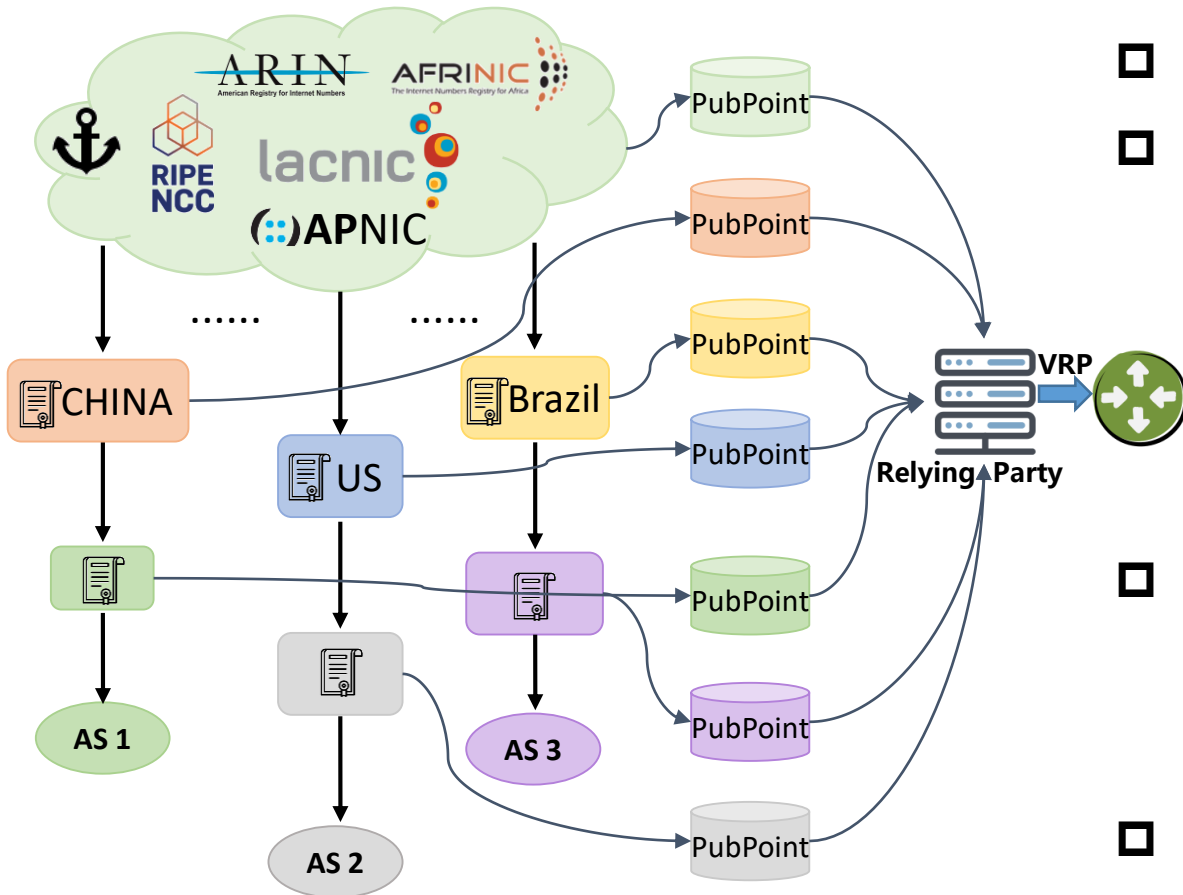 ARIN
American Registry for Internet Numbers
AFRINIC
The Internet Numbers Registry for Africa
RIPE
NCC
lacnic
(::)APNIC
......
......
CHINA
US
Brazil
AS 1
AS 2
AS 3
PubPoint
PubPoint
PubPoint
PubPoint
PubPoint
PubPoint
PubPoint
VRP
Relying Party